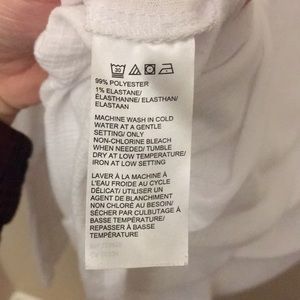 30
99% POLYESTER
1% ELASTANE/
ÉLASTHANNE/ ELASTHAN/
ELASTAAN
MACHINE WASH IN COLD
WATER AT A GENTLE
SETTING/ ONLY
NON-CHLORINE BLEACH
WHEN NEEDED/ TUMBLE
DRY AT LOW TEMPERATURE/
IRON AT LOW SETTING
LAVER À LA MACHINE À
L'EAU FROIDE AU CYCLE
DÉLICAT/ UTILISER UN
AGENT DE BLANCHIMENT
NON CHLORÉ AU BESOIN/
SÉCHER PAR CULBUTAGE À
BASSE TEMPÉRATURE/
REPASSER À BASSE
TEMPÉRATURE